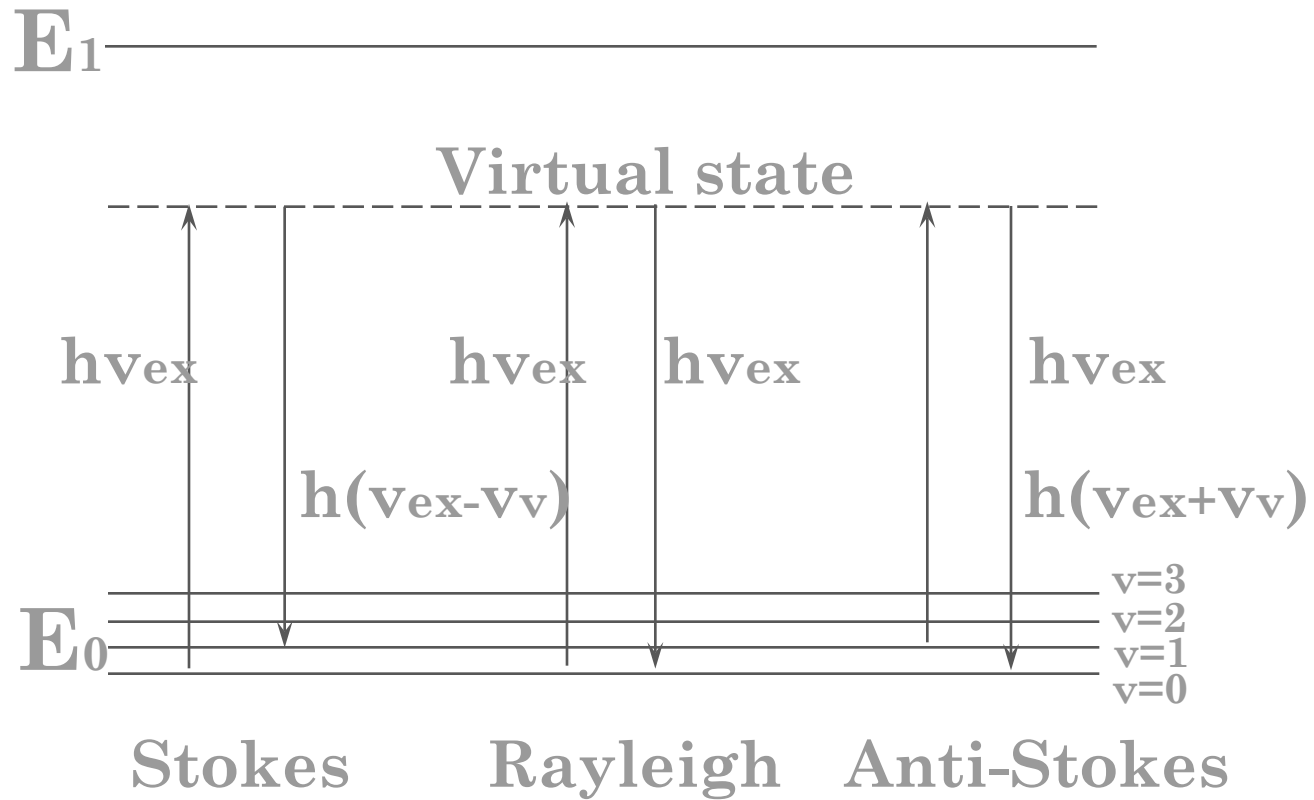 E1
Virtual state
hvex hvex hvex hvex
h(vex-vv) h(vex+vv)
v=3
v=2
E0
v=1
v=0
Stokes Rayleigh Anti-Stokes